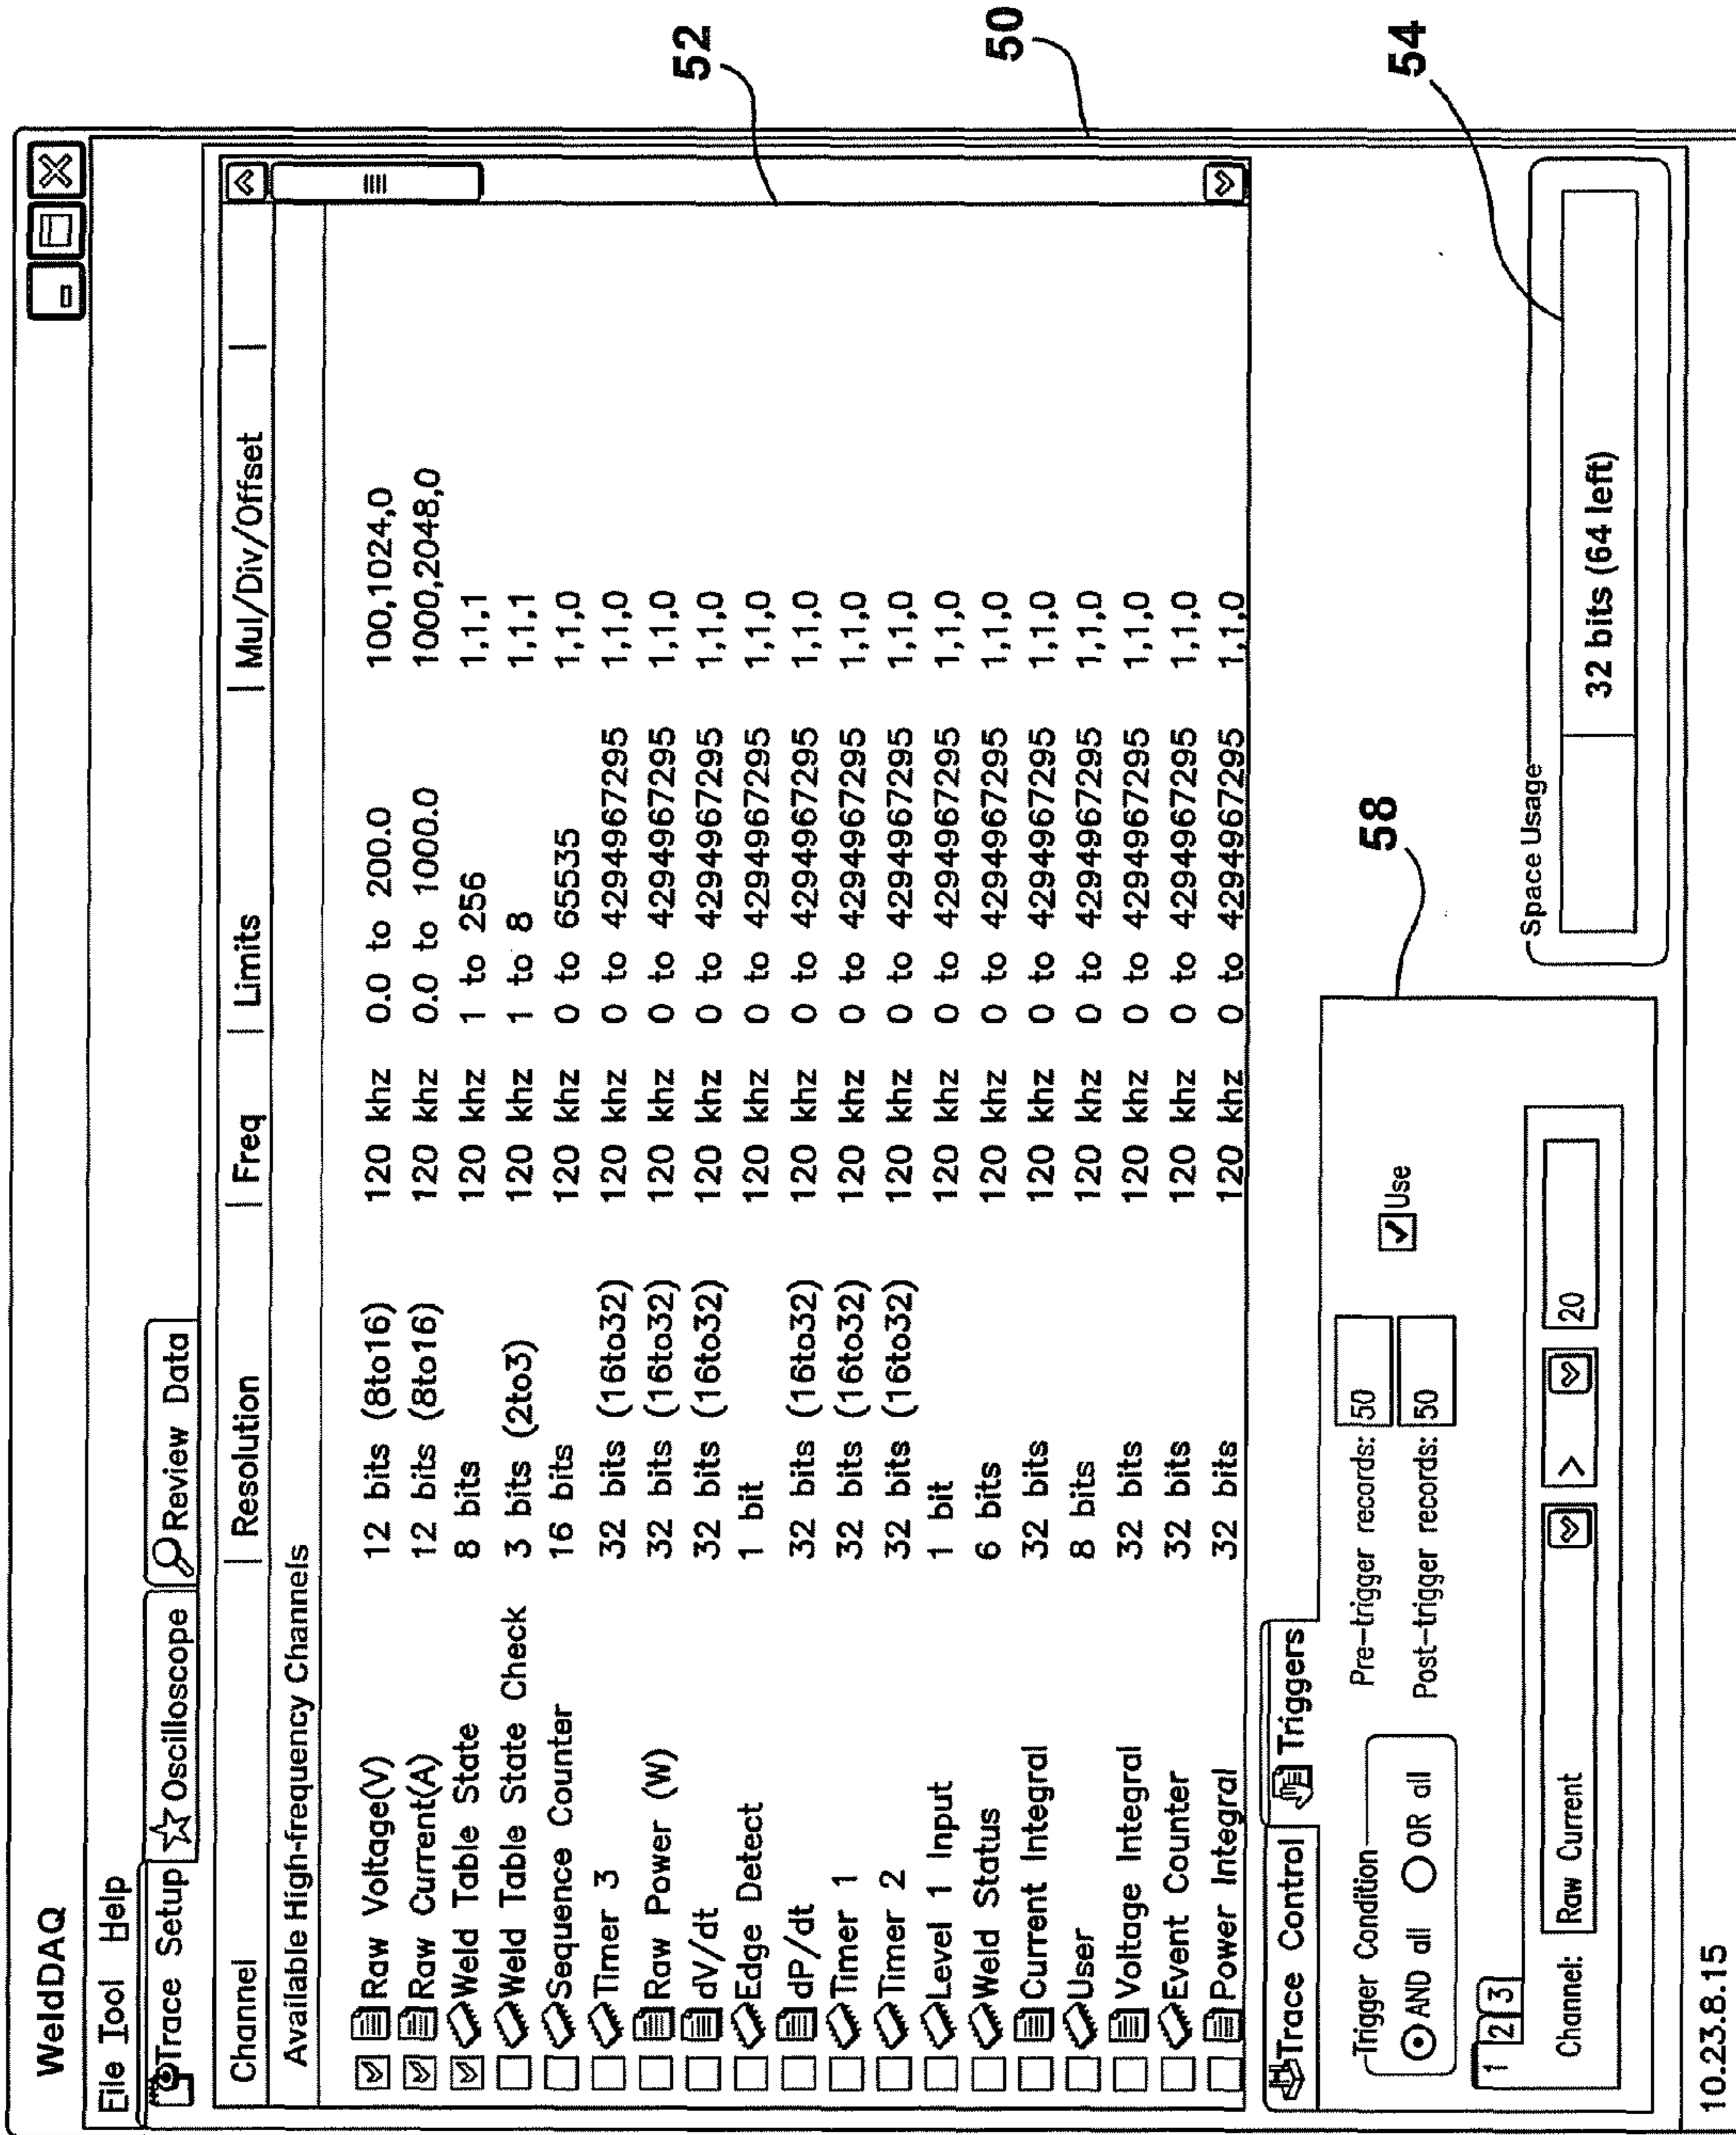 WeldDAQ
File Tool Help
Trace Setup Oscilloscope Review Data
Channel Resolution Freq Limits Mul/Div/Offset
Available High-frequency Channels
Raw Voltage(V) 12 bits (8to16) 120 khz 0.0 to 200.0 100,1024,0
Raw Current(A) 12 bits (8to16) 120 khz 0.0 to 1000.0 1000,2048,0
Weld Table State 8 bits 120 khz 1 to 256 1,1,1
Weld Table State Check 3 bits (2to3) 120 khz 1 to 8 1,1,1
Sequence Counter 16 bits 120 khz 0 to 65535 1,1,0
Timer 3 32 bits (16to32) 120 khz 0 to 4294967295 1,1,0
Raw Power (W) 32 bits (16to32) 120 khz 0 to 4294967295 1,1,0
dV/dt 32 bits (16to32) 120 khz 0 to 4294967295 1,1,0
Edge Detect 1 bit 120 khz 0 to 4294967295 1,1,0
dP/dt 32 bits (16to32) 120 khz 0 to 4294967295 1,1,0
Timer 1 32 bits (16to32) 120 khz 0 to 4294967295 1,1,0
Timer 2 32 bits (16to32) 120 khz 0 to 4294967295 1,1,0
Level 1 Input 1 bit 120 khz 0 to 4294967295 1,1,0
Weld Status 6 bits 120 khz 0 to 4294967295 1,1,0
Current Integral 32 bits 120 khz 0 to 4294967295 1,1,0
User 8 bits 120 khz 0 to 4294967295 1,1,0
Voltage Integral 32 bits 120 khz 0 to 4294967295 1,1,0
Event Counter 32 bits 120 khz 0 to 4294967295 1,1,0
Power Integral 32 bits 120 khz 0 to 4294967295 1,1,0
52
50
54
58
Trace Control Triggers
Trigger Condition
AND all OR all
Pre-trigger records: 50
Post-trigger records: 50
Use
1 2 3
Channel: Raw Current > 20
Space Usage
32 bits (64 left)
10.23.8.15